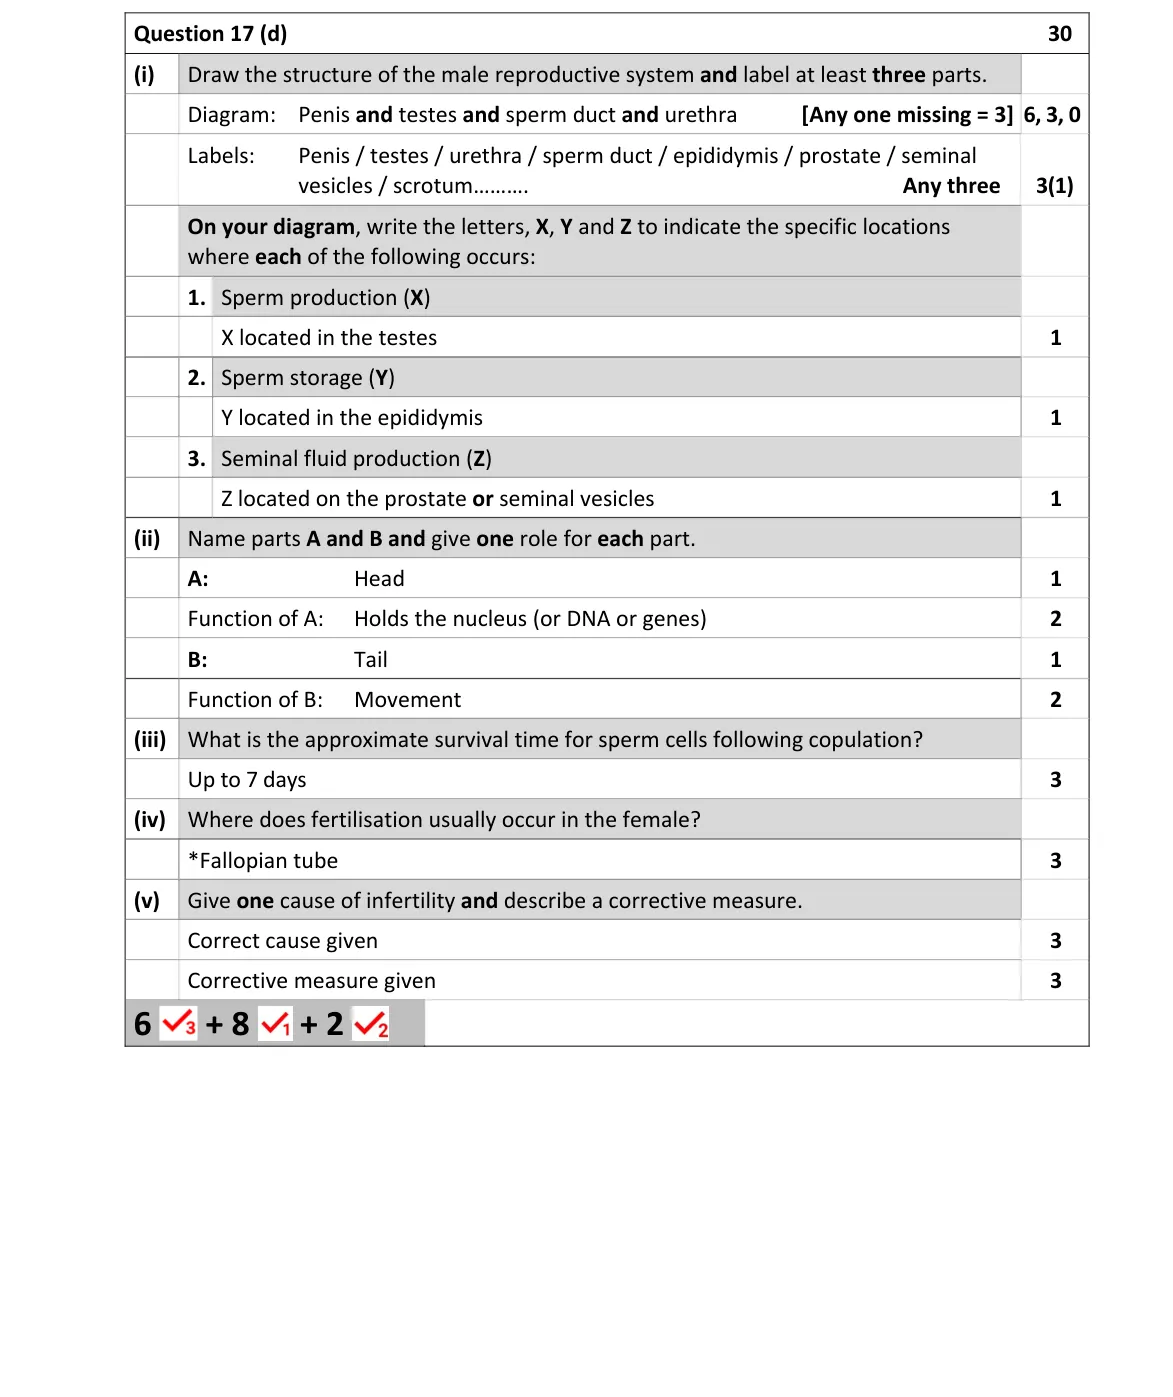 Question 17 (d) 30
(i) Draw the structure of the male reproductive system and label at least three parts.
Diagram: Penis and testes and sperm duct and urethra [Any one missing = 3] 6, 3, 0
Labels: Penis / testes / urethra / sperm duct / epididymis / prostate / seminal
vesicles / scrotum.......... Any three 3(1)
On your diagram, write the letters, X, Y and Z to indicate the specific locations
where each of the following occurs:
1. Sperm production (X)
X located in the testes 1
2. Sperm storage (Y)
Y located in the epididymis 1
3. Seminal fluid production (Z)
Z located on the prostate or seminal vesicles 1
(ii) Name parts A and B and give one role for each part.
A: Head 1
Function of A: Holds the nucleus (or DNA or genes) 2
B: Tail 1
Function of B: Movement 2
(iii) What is the approximate survival time for sperm cells following copulation?
Up to 7 days 3
(iv) Where does fertilisation usually occur in the female?
*Fallopian tube 3
(v) Give one cause of infertility and describe a corrective measure.
Correct cause given 3
Corrective measure given 3
6 ✓3 + 8 ✓1 + 2 ✓2